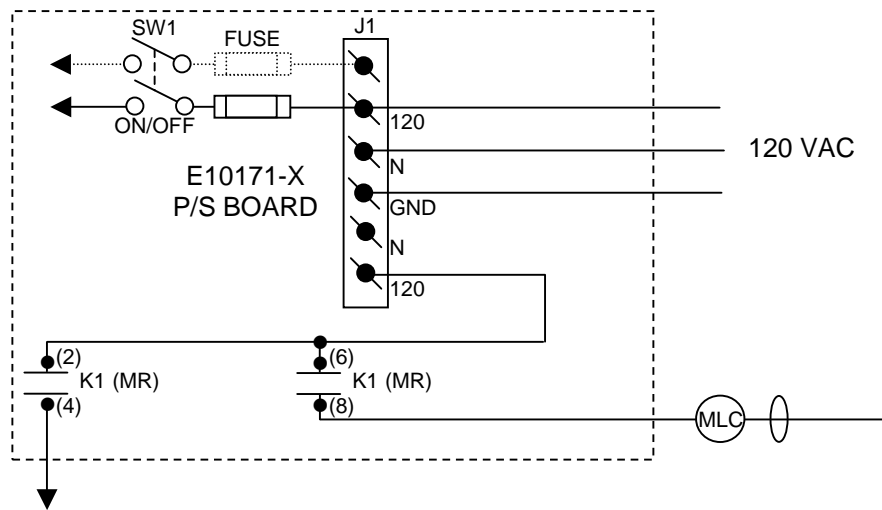 J1
SW1
FUSE
ON/OFF
120
120 VAC
N
E10171-X
P/S BOARD
GND
N
120
(2)
K1 (MR)
(4)
(6)
K1 (MR)
(8)
MLC